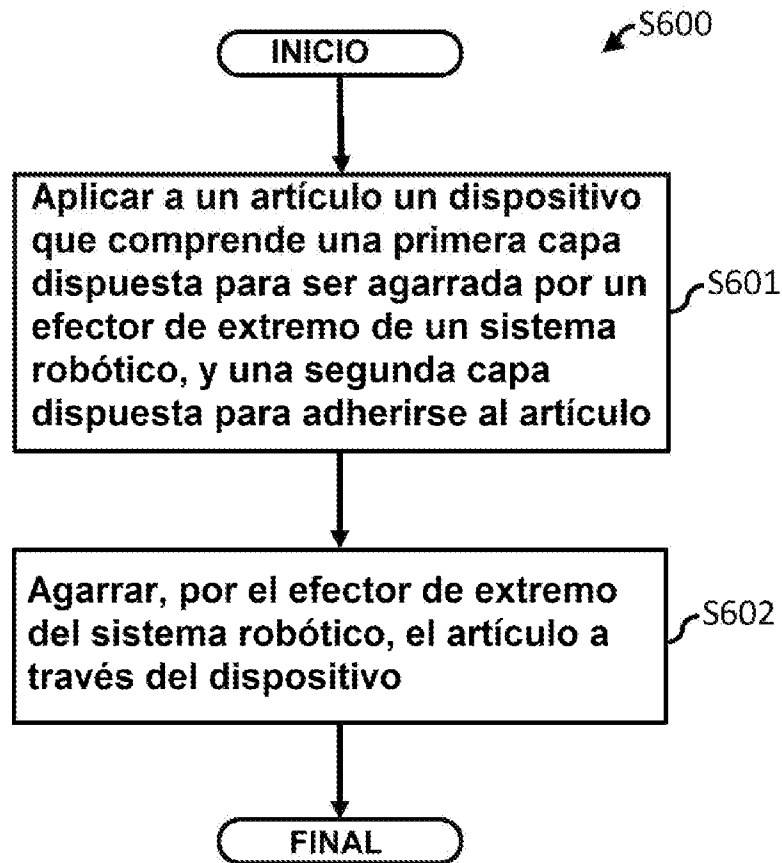 S600
INICIO
Aplicar a un artículo un dispositivo
que comprende una primera capa
dispuesta para ser agarrada por un
efector de extremo de un sistema
robótico, y una segunda capa
dispuesta para adherirse al artículo
S601
Agarrar, por el efector de extremo
del sistema robótico, el artículo a
través del dispositivo
S602
FINAL